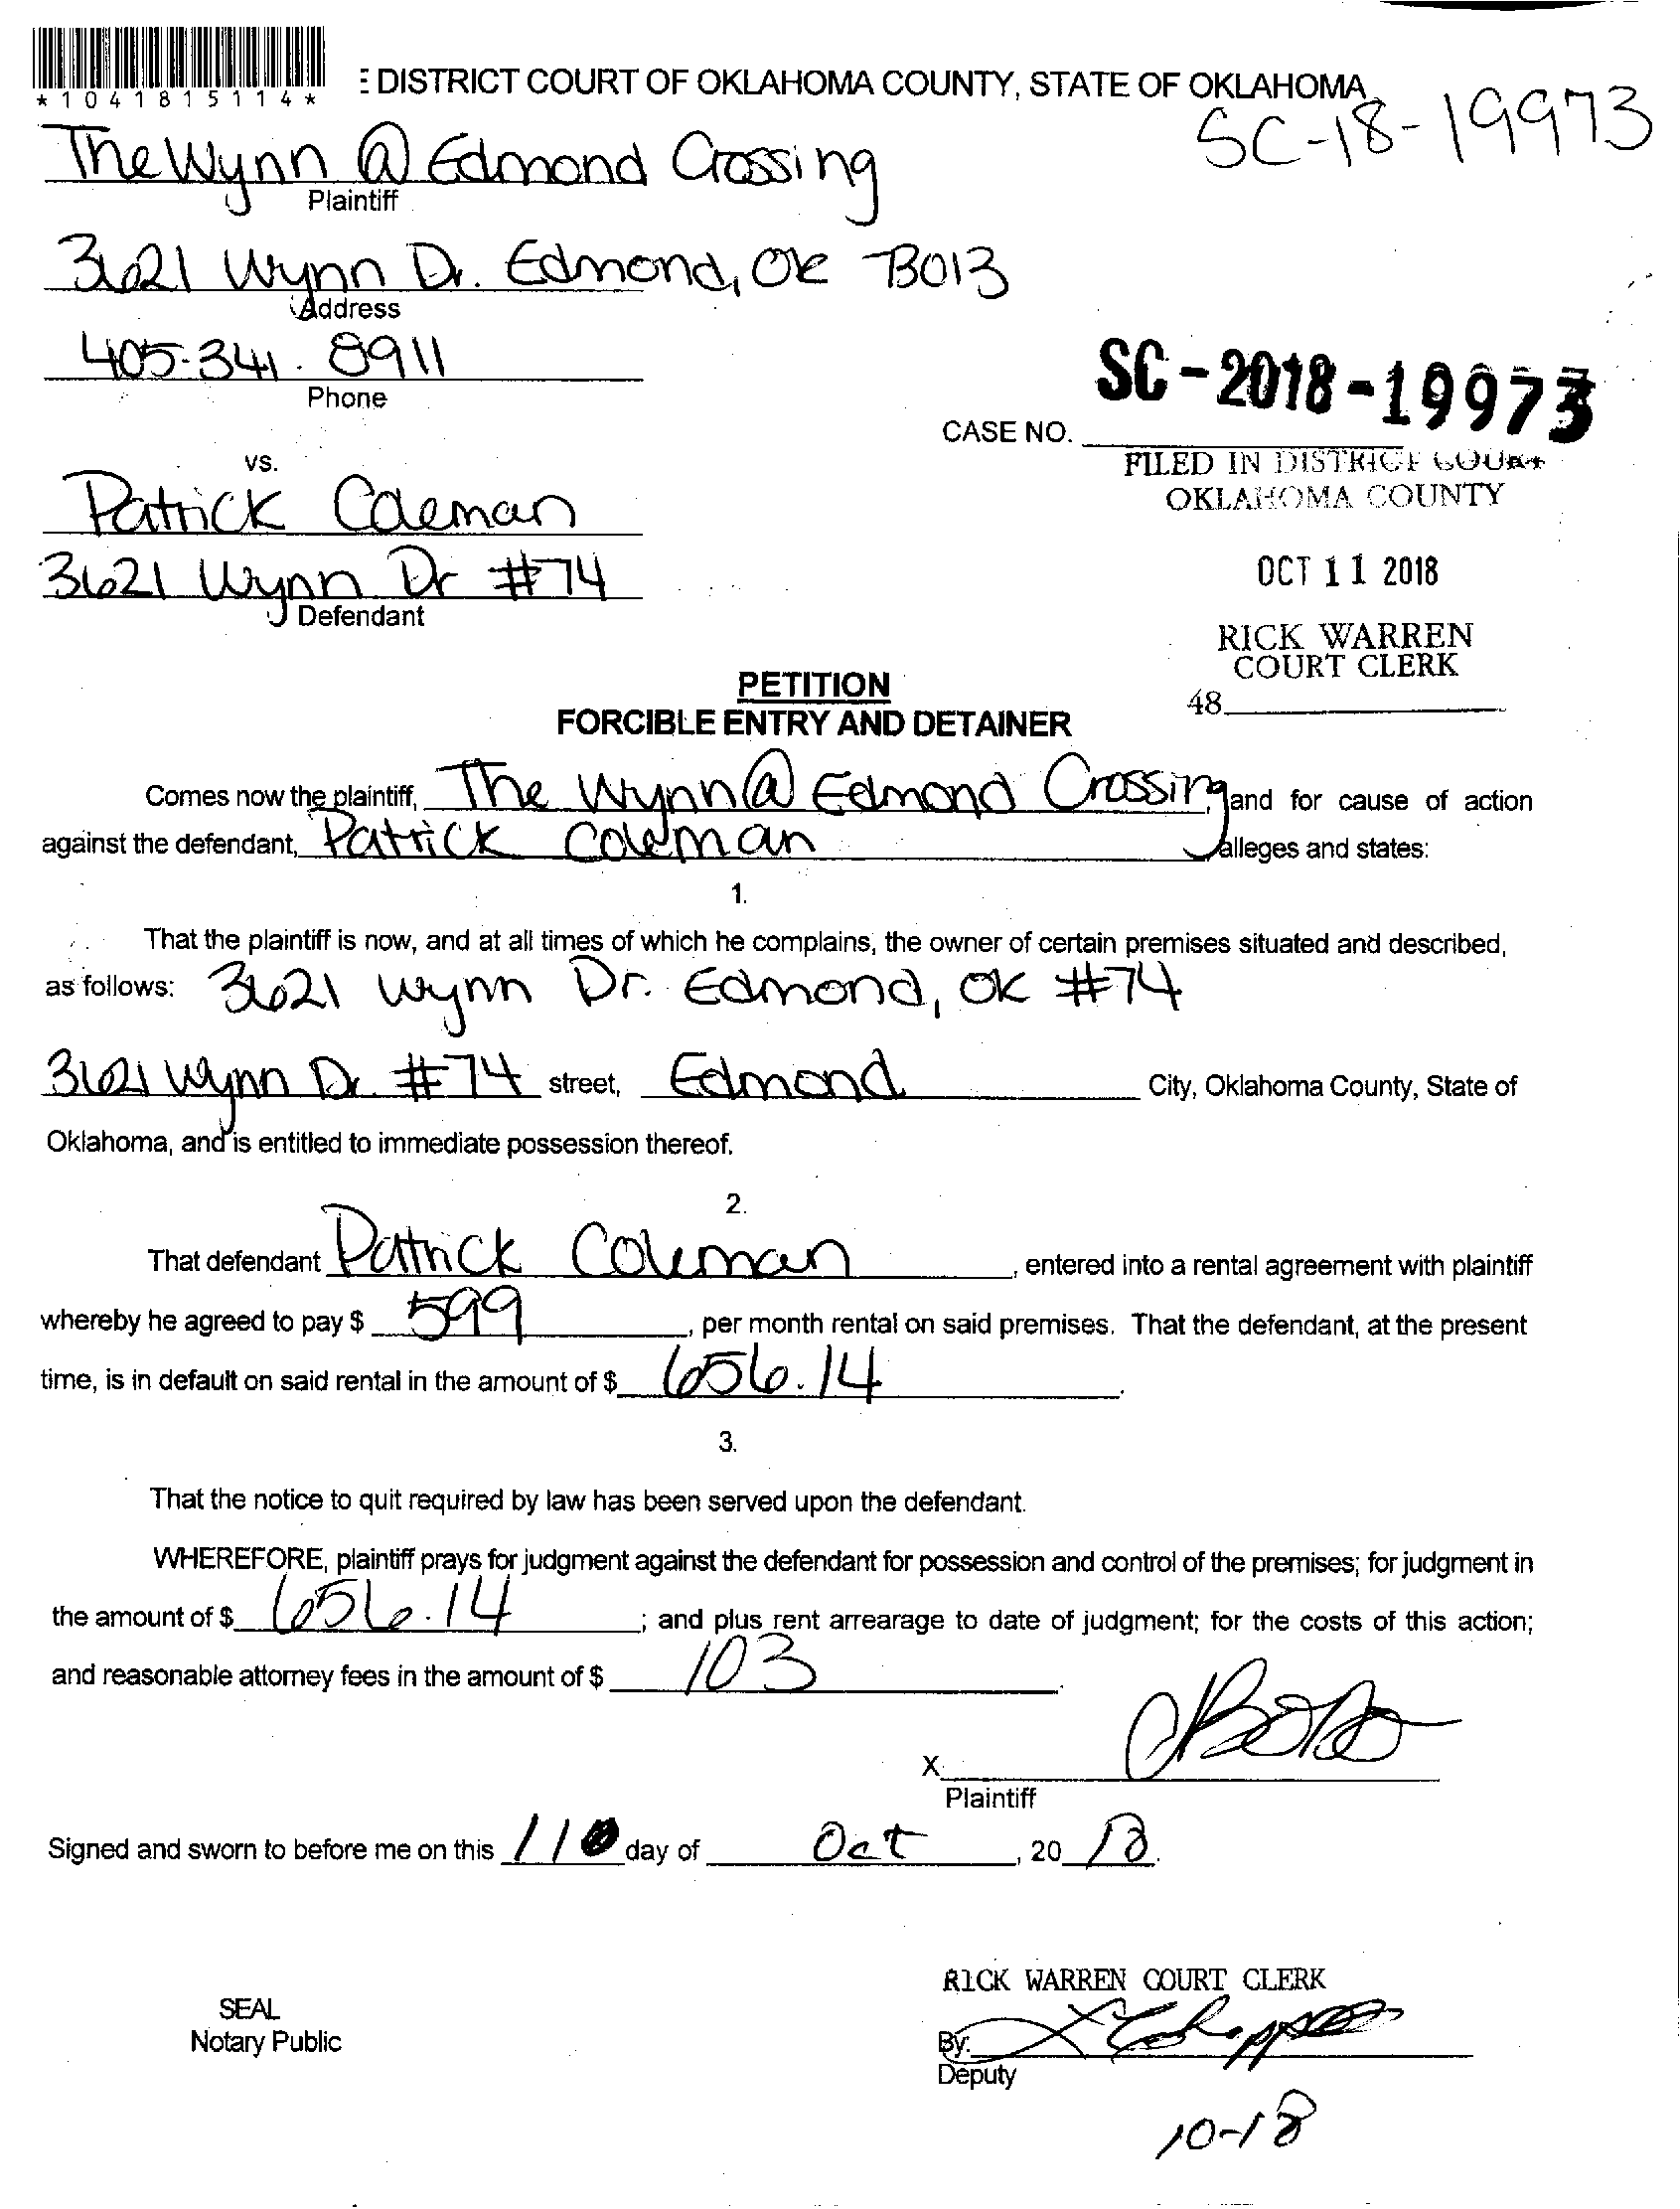 *1041815114*
E DISTRICT COURT OF OKLAHOMA COUNTY, STATE OF OKLAHOMA
SC-18-19973
The Wynn @ Edmond Crossing
Plaintiff
3621 Wynn Dr. Edmond, OK 73013
Address
405-341-8911
Phone
SC-2018-19973
CASE NO.
FILED IN DISTRICT COURT
OKLAHOMA COUNTY
vs.
Patrick Coleman
3621 Wynn Dr #74
Defendant
OCT 11 2018
RICK WARREN
COURT CLERK
48
PETITION
FORCIBLE ENTRY AND DETAINER
Comes now the plaintiff, The Wynn @ Edmond Crossing, and for cause of action
against the defendant, Patrick Coleman alleges and states:
1.
That the plaintiff is now, and at all times of which he complains, the owner of certain premises situated and described,
as follows: 3621 Wynn Dr. Edmond, OK #74
3621 Wynn Dr. #74 street, Edmond City, Oklahoma County, State of
Oklahoma, and is entitled to immediate possession thereof.
2.
That defendant Patrick Coleman, entered into a rental agreement with plaintiff
whereby he agreed to pay $ 599, per month rental on said premises. That the defendant, at the present
time, is in default on said rental in the amount of $ 656.14.
3.
That the notice to quit required by law has been served upon the defendant.
WHEREFORE, plaintiff prays for judgment against the defendant for possession and control of the premises; for judgment in
the amount of $ 656.14; and plus rent arrearage to date of judgment; for the costs of this action;
and reasonable attorney fees in the amount of $ 103.
X
Plaintiff
Signed and sworn to before me on this 11 day of Oct, 20 18.
RICK WARREN COURT CLERK
SEAL
Notary Public
By:
Deputy
10-18